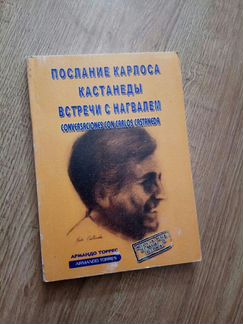 ПОСЛАНИЕ КАРЛОСА
КАСТАНЕДЫ
ВСТРЕЧИ С НАГВАЛЕМ
CONVERSACIONES CON CARLOS CASTANEDA
АРМАНДО ТОРРЕС
ARMANDO TORRES